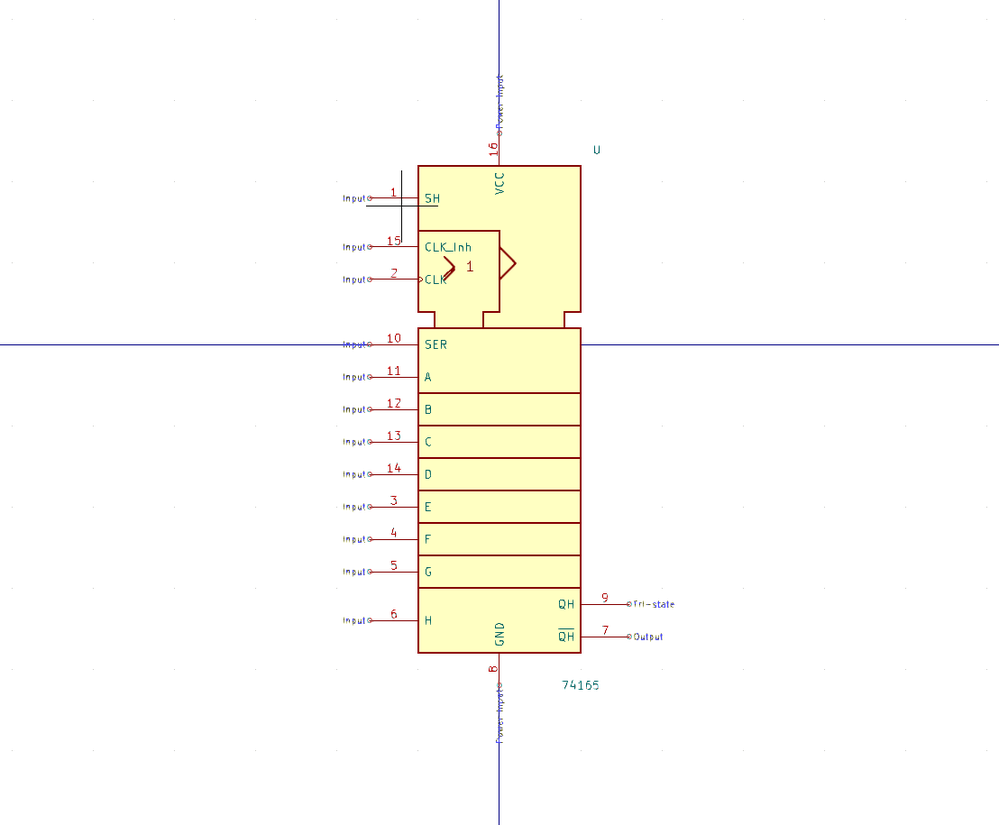 Power Input
16
U
VCC
Input 1 SH
Input 15 CLK_Inh
Input 2 CLK
1
Input 10 SER
Input 11 A
Input 12 B
Input 13 C
Input 14 D
Input 3 E
Input 4 F
Input 5 G
QH 9 Tri-state
Input 6 H
QH 7 Output
GND
8
74165
Power Input